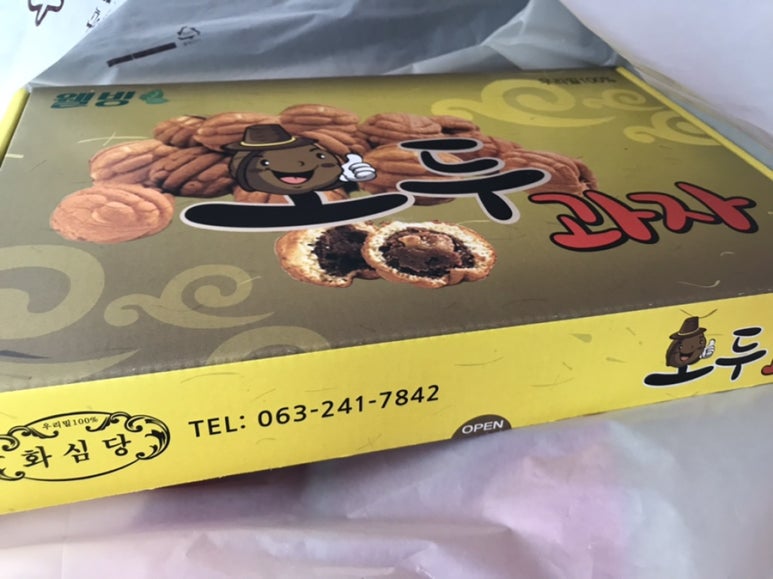 웰빙
우리밀100%
호두
과자
우리밀100%
화심당
TEL: 063-241-7842
OPEN
호두